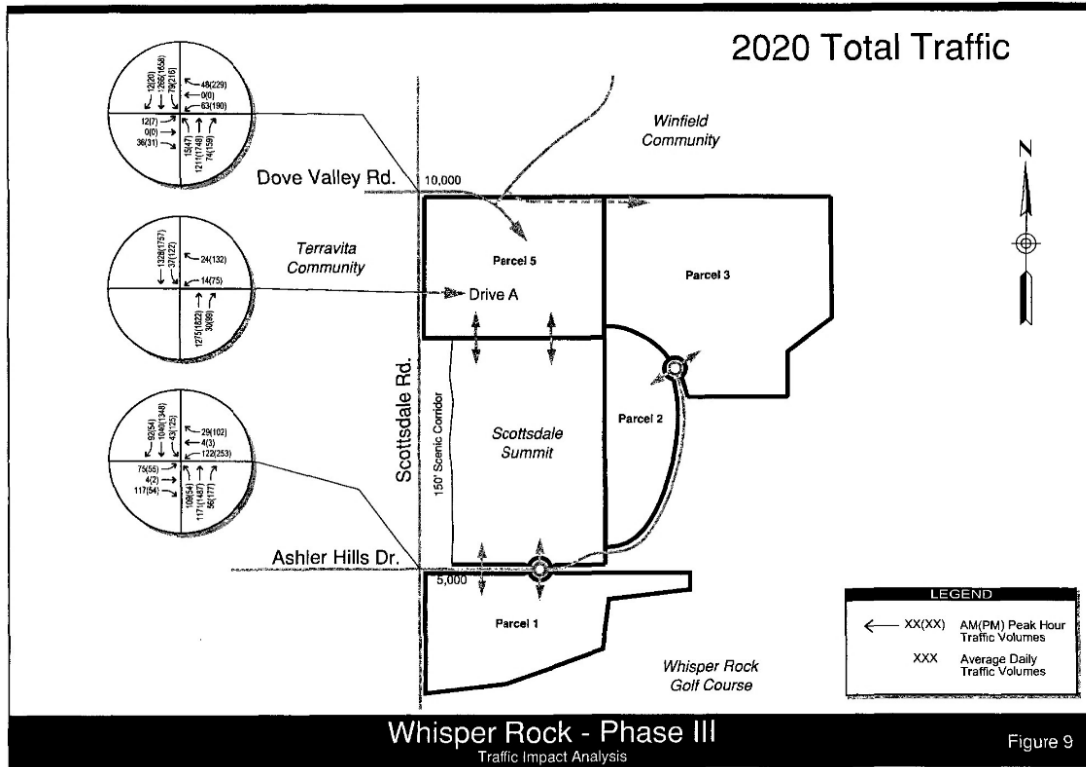 2020 Total Traffic
12(20)
1266(1658)
79(216)
48(229)
0(0)
63(190)
12(7)
0(0)
36(31)
15(47)
1211(1748)
74(159)
Winfield
Community
N
Dove Valley Rd.
10,000
Terravita
Community
1328(1757)
37(122)
24(132)
14(75)
1275(1822)
30(99)
Parcel 5
Drive A
Parcel 3
Scottsdale Rd.
150' Scenic Corridor
Scottsdale
Summit
Parcel 2
92(54)
1040(1348)
43(125)
29(102)
4(3)
122(253)
75(55)
4(2)
117(54)
109(54)
1171(1487)
56(177)
Ashler Hills Dr.
5,000
Parcel 1
Whisper Rock
Golf Course
LEGEND
XX(XX) AM(PM) Peak Hour
Traffic Volumes
XXX Average Daily
Traffic Volumes
Whisper Rock - Phase III
Traffic Impact Analysis
Figure 9